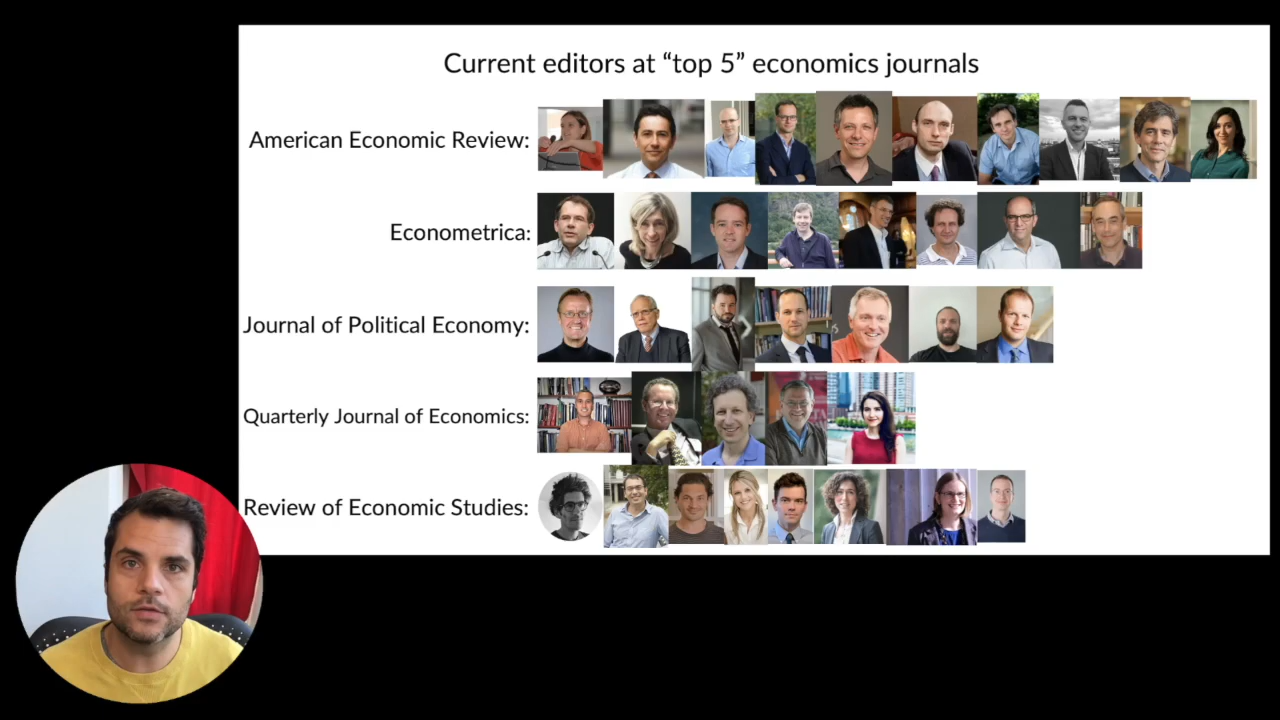 Current editors at “top 5” economics journals
American Economic Review:
Econometrica:
Journal of Political Economy:
Quarterly Journal of Economics:
Review of Economic Studies: